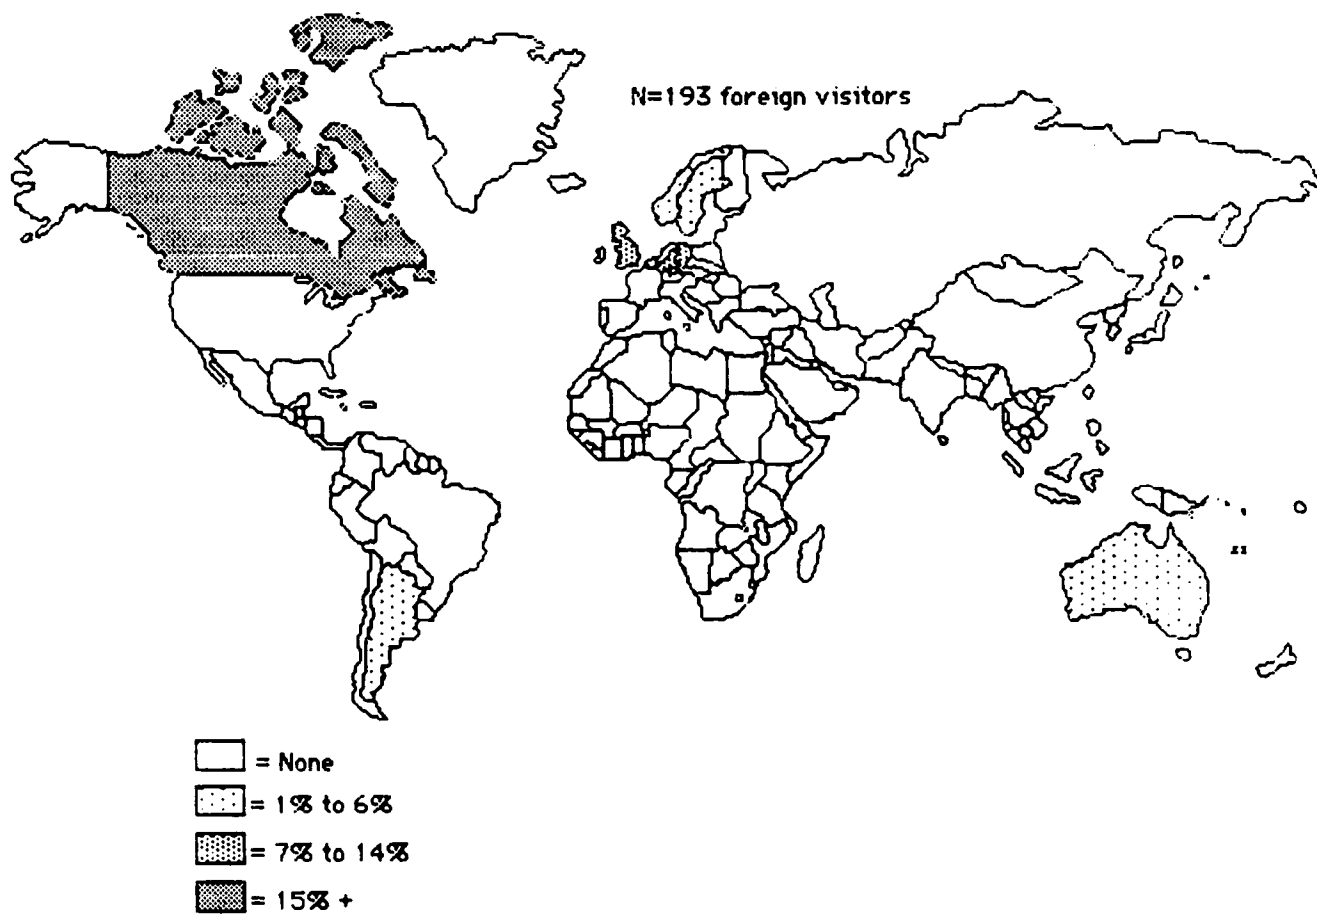 N=193 foreign visitors
= None
= 1% to 6%
= 7% to 14%
= 15% +